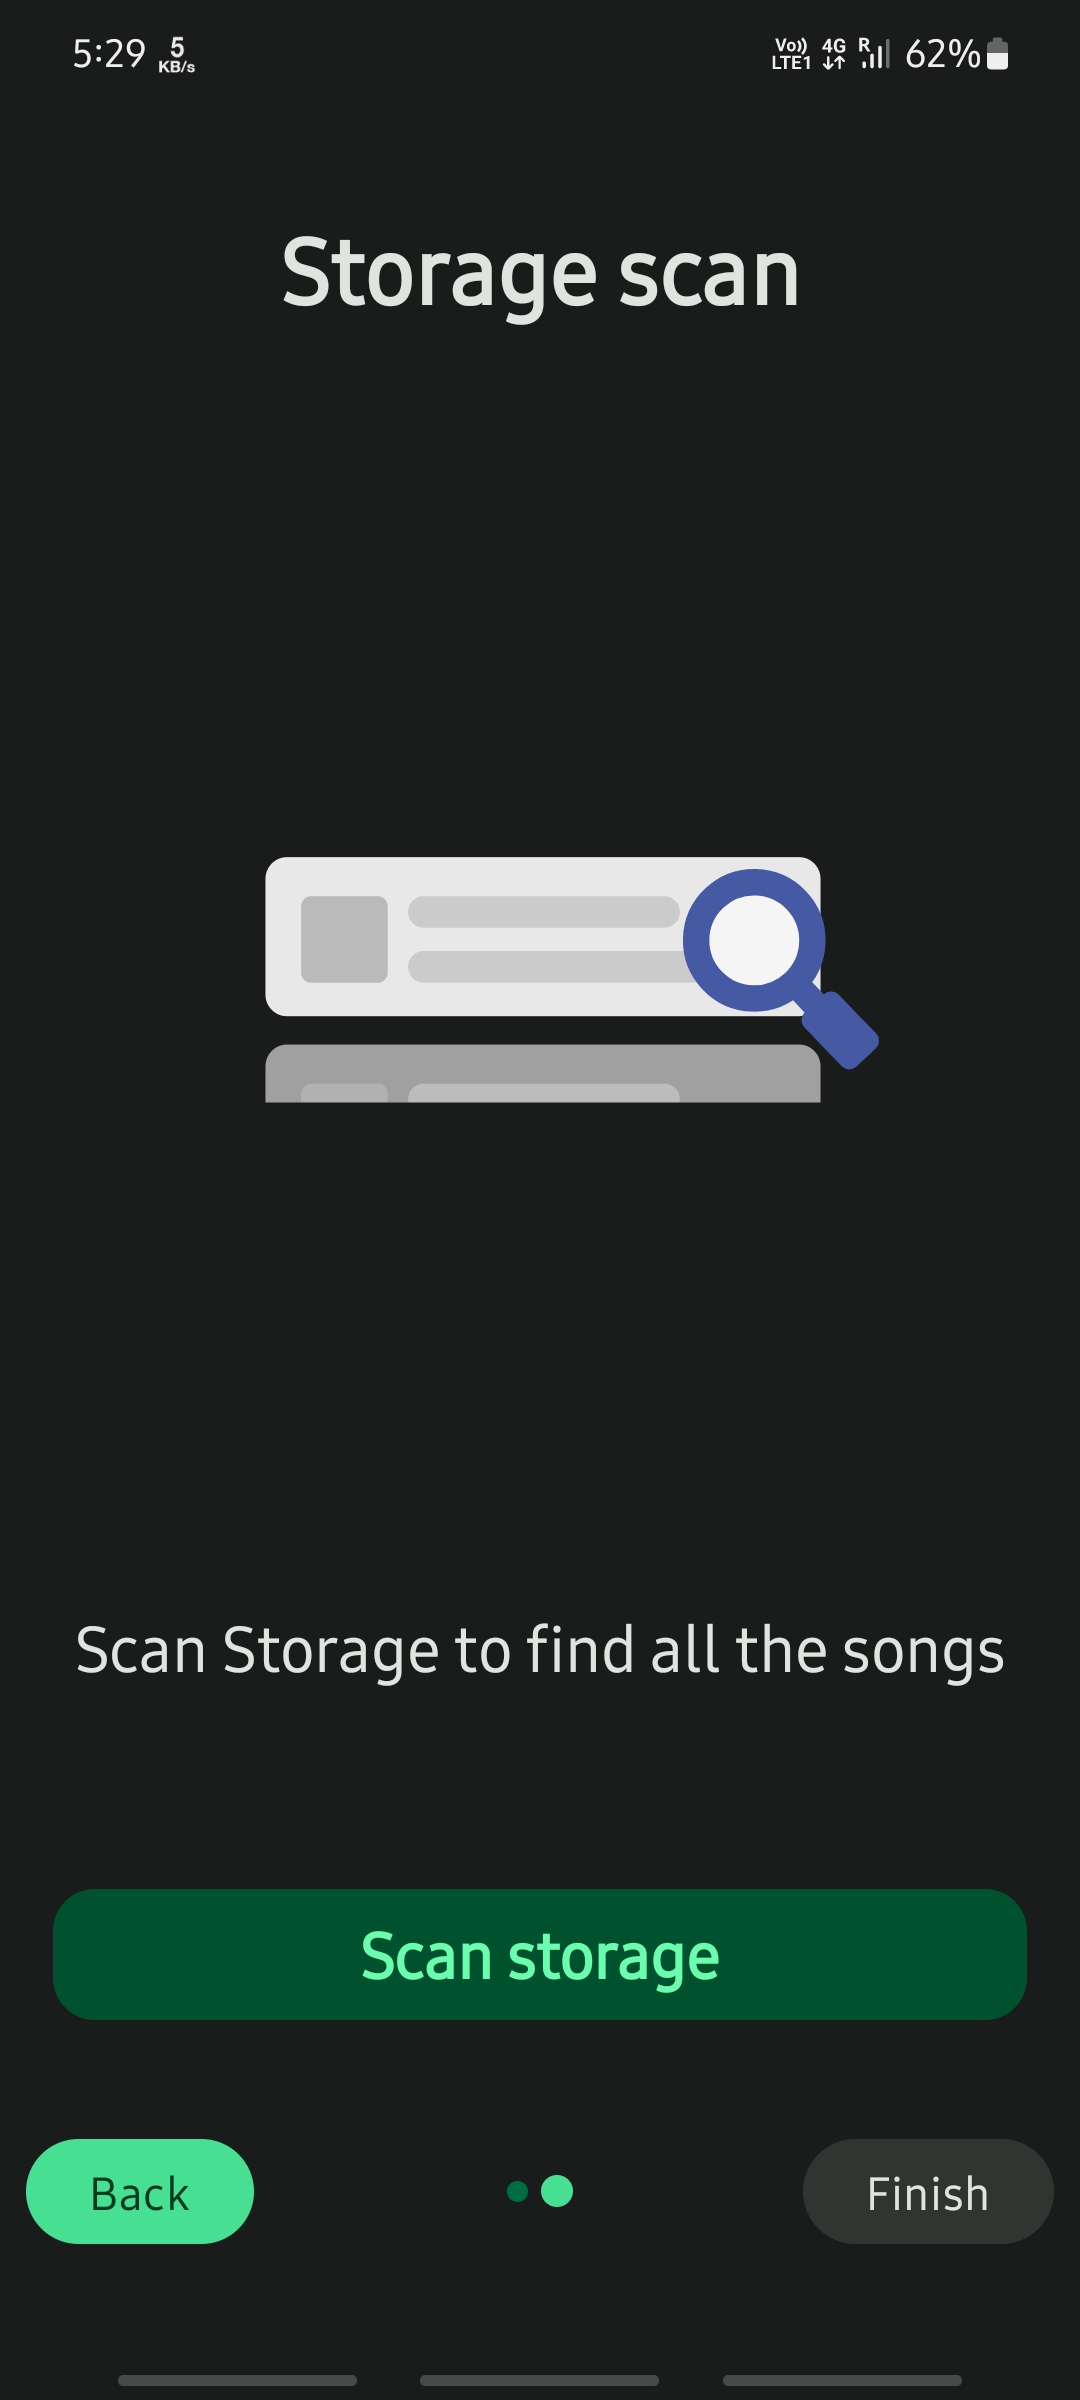 5:29 5 KB/s Vo)) LTE1 4G R 62%
Storage scan
Scan Storage to find all the songs
Scan storage
Back Finish